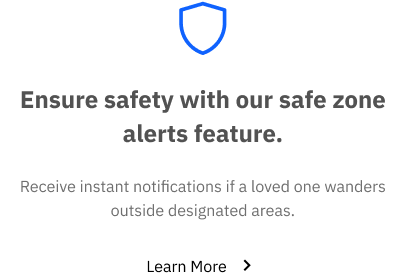 Ensure safety with our safe zone
alerts feature.
Receive instant notifications if a loved one wanders
outside designated areas.
Learn More